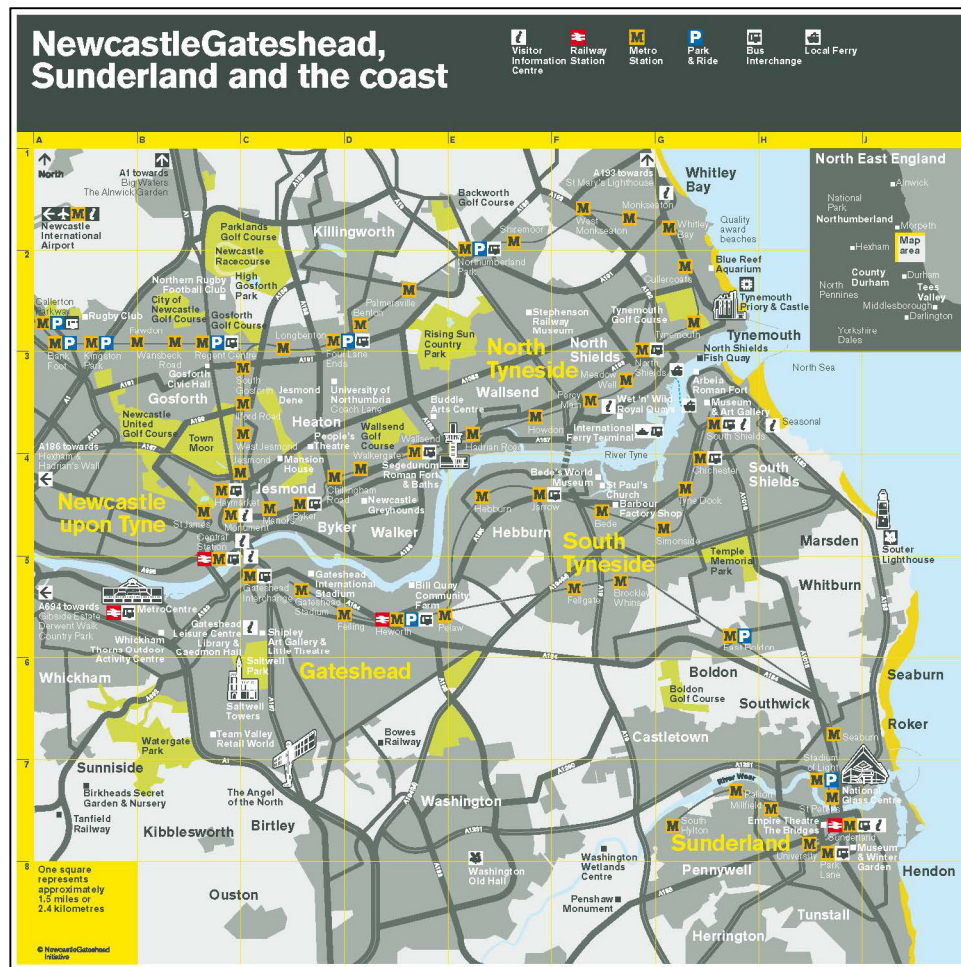 NewcastleGateshead,
Sunderland and the coast
Visitor
Information
Centre
Railway
Station
Metro
Station
Park
& Ride
Bus
Interchange
Local Ferry
A
B
C
D
E
F
G
H
J
1
2
3
4
5
6
7
8
North
A1 towards
Big Waters
The Alnwick Garden
Newcastle
International
Airport
Parklands
Golf Course
Newcastle
Racecourse
High
Gosforth
Park
Northern Rugby
Football Club
City of
Newcastle
Golf Course
Gosforth
Golf Course
Killingworth
Backworth
Golf Course
A193 towards
St Mary's Lighthouse
Whitley
Bay
Monkseaton
West
Monkseaton
Shiremoor
Northumberland
Park
Whitley
Bay
Quality
award
beaches
Cullercoats
Blue Reef
Aquarium
Tynemouth
Priory & Castle
Tynemouth
Golf Course
Tynemouth
Tynemouth
North East England
Alnwick
National
Park
Northumberland
Morpeth
Map
area
Hexham
County
Durham
Durham
North
Pennines
Tees
Valley
Middlesborough
Darlington
Yorkshire
Dales
North Sea
Callerton
Parkway
Rugby Club
Bank
Foot
Kingston
Park
Fawdon
Wansbeck
Road
Regent Centre
Longbenton
Four Lane
Ends
Benton
Palmersville
Rising Sun
Country Park
Stephenson
Railway
Museum
North
Tyneside
North
Shields
North
Shields
North Shields
Fish Quay
Meadow
Well
Percy
Main
Wet 'n' Wild
Royal Quays
Arbeia
Roman Fort
Museum
& Art Gallery
South Shields
Seasonal
Gosforth
Civic Hall
Gosforth
South
Gosforth
Ilford Road
West Jesmond
Jesmond
Jesmond
Dene
University of
Northumbria
Coach Lane
Heaton
People's
Theatre
Mansion
House
Newcastle
United
Golf Course
Town
Moor
Wallsend
Golf
Course
Buddle
Arts Centre
Wallsend
Wallsend
Walkergate
Segedunum
Roman Fort
& Baths
Hadrian Road
Howdon
International
Ferry Terminal
River Tyne
Chichester
South
Shields
Tyne Dock
A186 towards
Hexham &
Hadrian's Wall
Newcastle
upon Tyne
Haymarket
St James
Monument
Manors
Jesmond
Byker
Byker
Chillingham
Road
Newcastle
Greyhounds
Walker
Hebburn
Hebburn
Jarrow
Bede's World
Museum
St Paul's
Church
Barbour
Factory Shop
Bede
Simonside
South
Tyneside
Temple
Memorial
Park
Marsden
Souter
Lighthouse
Whitburn
Central
Station
Gateshead
Interchange
Gateshead
International
Stadium
Gateshead
Stadium
Felling
Heworth
Bill Quay
Community
Farm
Pelaw
Fellgate
Brockley
Whins
A694 towards
Gibside Estate
Derwent Walk
Country Park
MetroCentre
Whickham
Thorns Outdoor
Activity Centre
Gateshead
Leisure Centre
Library &
Caedmon Hall
Shipley
Art Gallery &
Little Theatre
Saltwell
Park
Saltwell
Towers
Gateshead
Whickham
Watergate
Park
Team Valley
Retail World
Bowes
Railway
East Boldon
Boldon
Boldon
Golf Course
Southwick
Castletown
Seaburn
Roker
Seaburn
Stadium
of Light
National
Glass Centre
St Peters
River Wear
Pallion
Millfield
South
Hylton
Sunderland
Empire Theatre
The Bridges
Sunderland
University
Park
Lane
Museum
& Winter
Garden
Hendon
Sunniside
Birkheads Secret
Garden & Nursery
Tanfield
Railway
Kibblesworth
The Angel
of the North
Birtley
Washington
Washington
Old Hall
Washington
Wetlands
Centre
Penshaw
Monument
Pennywell
Tunstall
Herrington
Ouston
One square
represents
approximately
1.5 miles or
2.4 kilometres
© NewcastleGateshead
Initiative